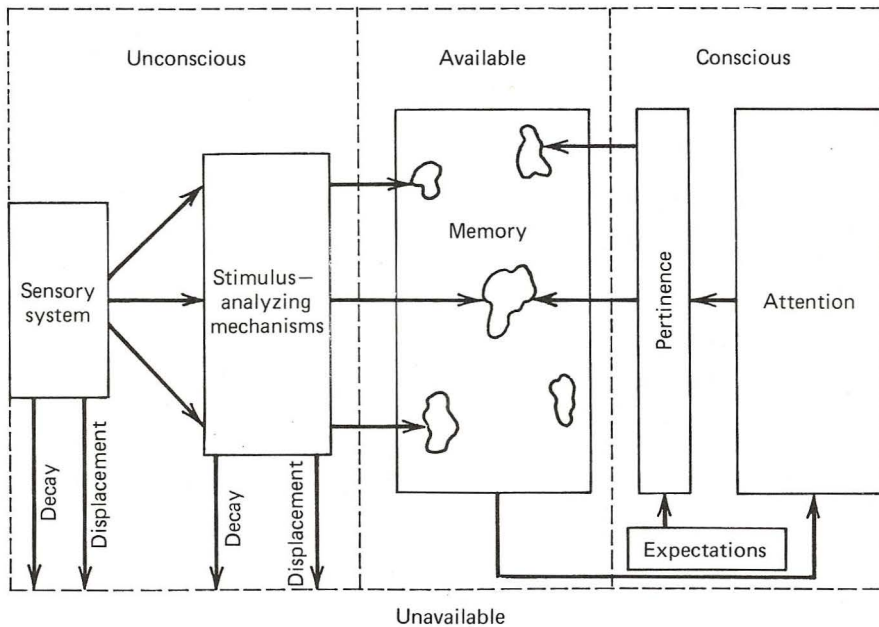 Unconscious
Available
Conscious
Sensory
system
Stimulus—
analyzing
mechanisms
Memory
Pertinence
Attention
Decay
Displacement
Decay
Displacement
Expectations
Unavailable